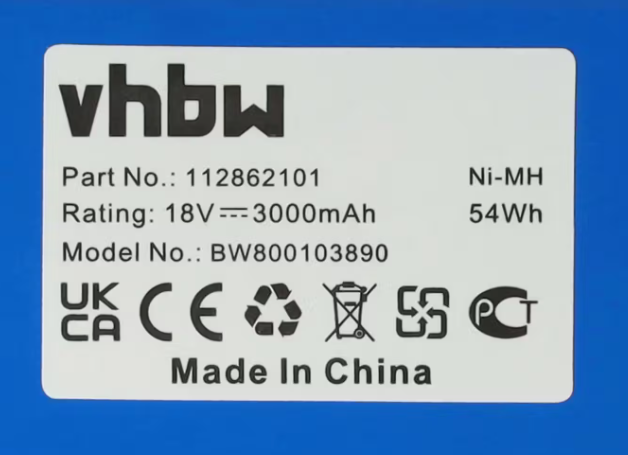 vhbw
Part No.: 112862101 Ni-MH
Rating: 18V⎓3000mAh 54Wh
Model No.: BW800103890
UK CA CE PCT
Made In China